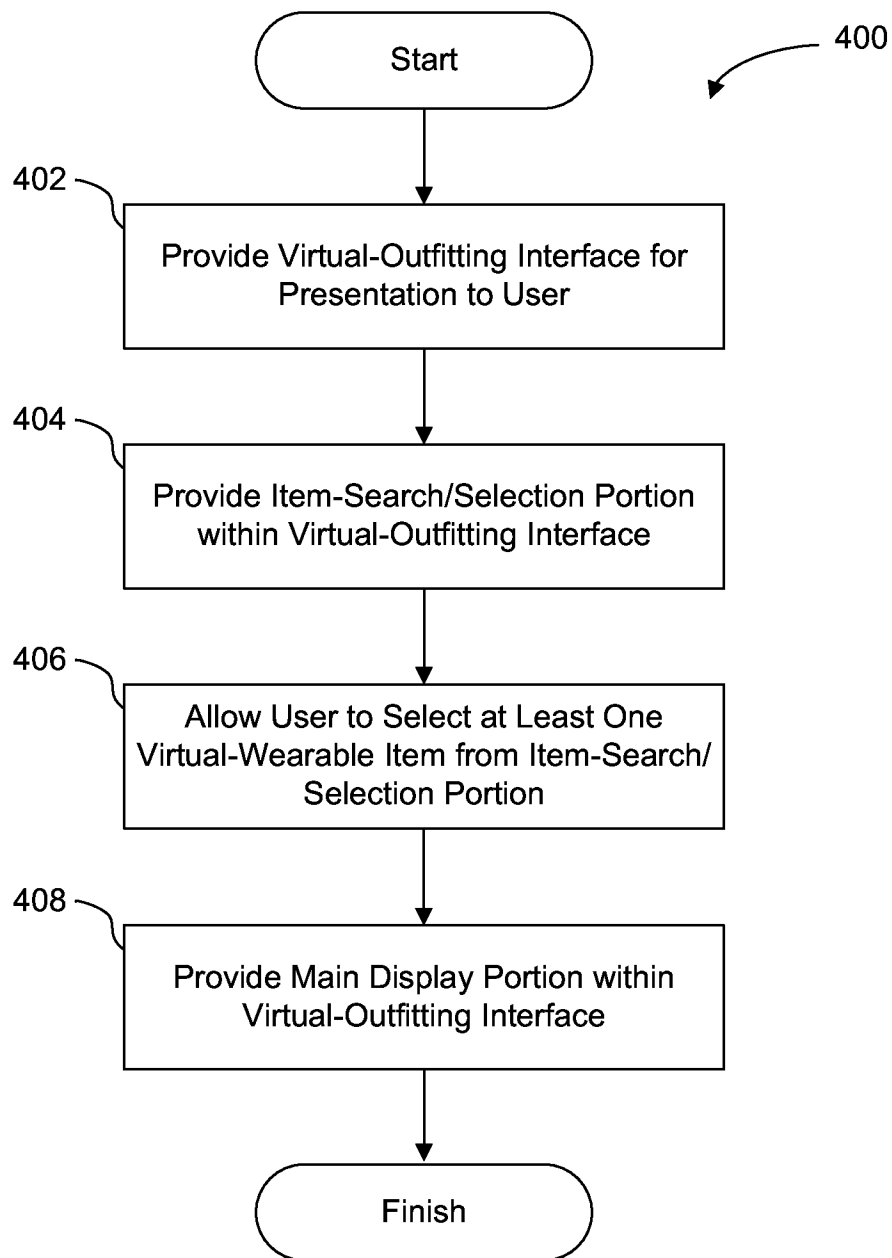 Start
400
402
Provide Virtual-Outfitting Interface for
Presentation to User
404
Provide Item-Search/Selection Portion
within Virtual-Outfitting Interface
406
Allow User to Select at Least One
Virtual-Wearable Item from Item-Search/
Selection Portion
408
Provide Main Display Portion within
Virtual-Outfitting Interface
Finish